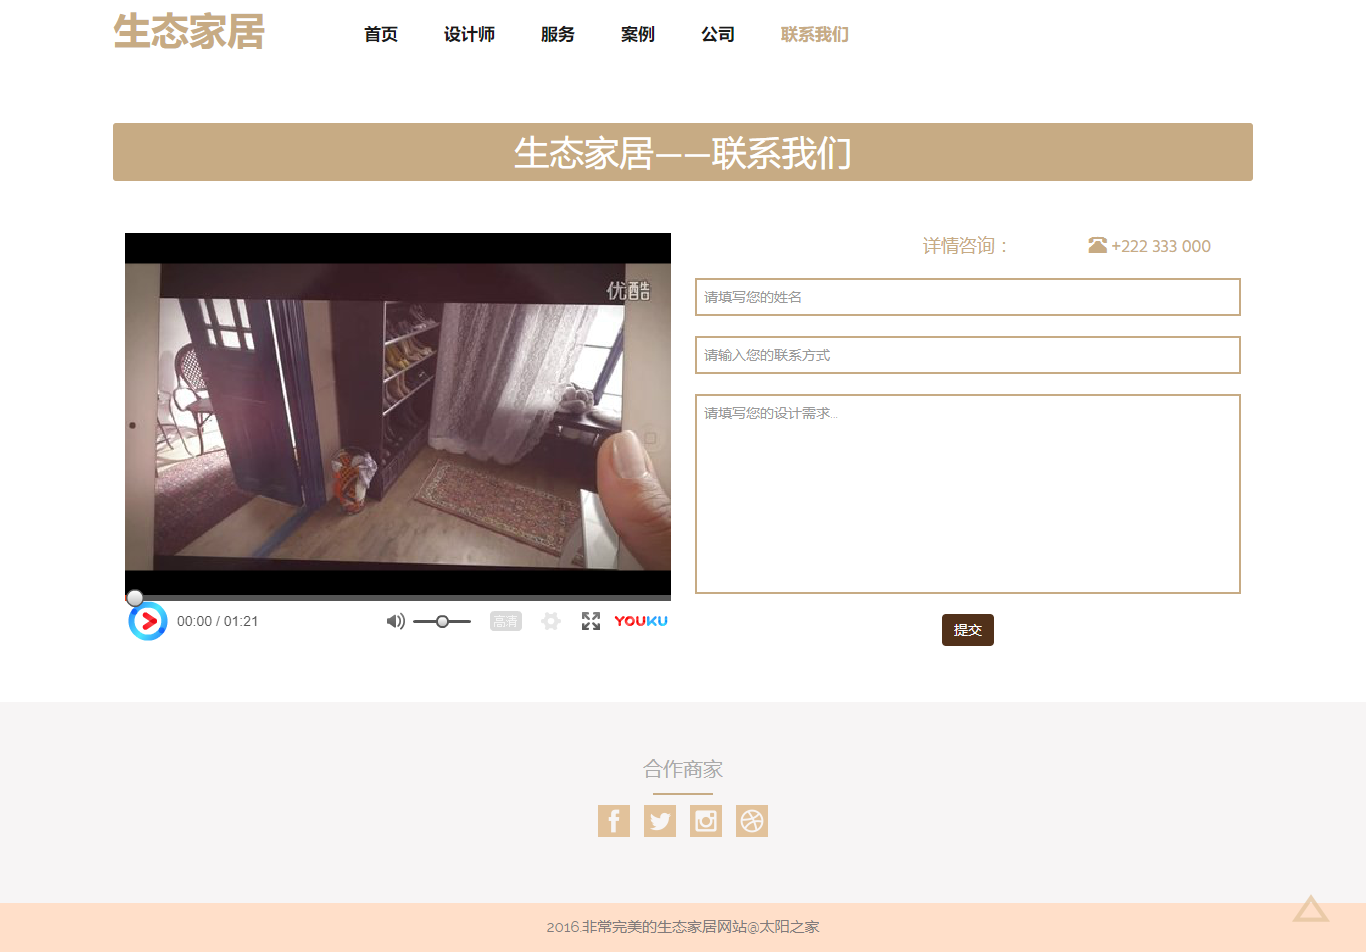 生态家居
首页 设计师 服务 案例 公司 联系我们
生态家居——联系我们
优酷
00:00 / 01:21
高清
YOUKU
详情咨询： +222 333 000
请填写您的姓名
请输入您的联系方式
请填写您的设计需求...
提交
合作商家
2016.非常完美的生态家居网站@太阳之家